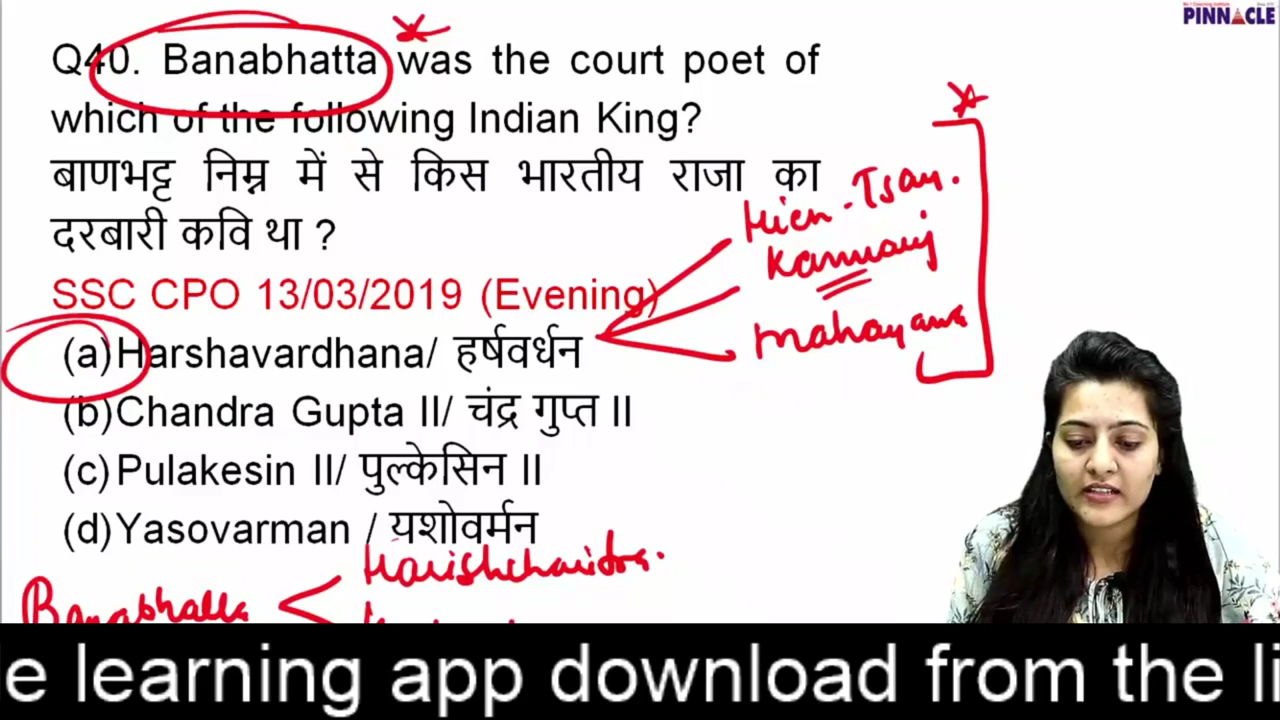 PINNACLE
Q40. Banabhatta was the court poet of
which of the following Indian King?
बाणभट्ट निम्न में से किस भारतीय राजा का
दरबारी कवि था ?
SSC CPO 13/03/2019 (Evening)
(a) Harshavardhana/ हर्षवर्धन
(b) Chandra Gupta II/ चंद्र गुप्त II
(c) Pulakesin II/ पुल्केसिन II
(d) Yasovarman / यशोवर्मन
Hien-Tsan.
Kannauj
Mahayana
Harishcharitra.
Banabhatta
e learning app download from the li